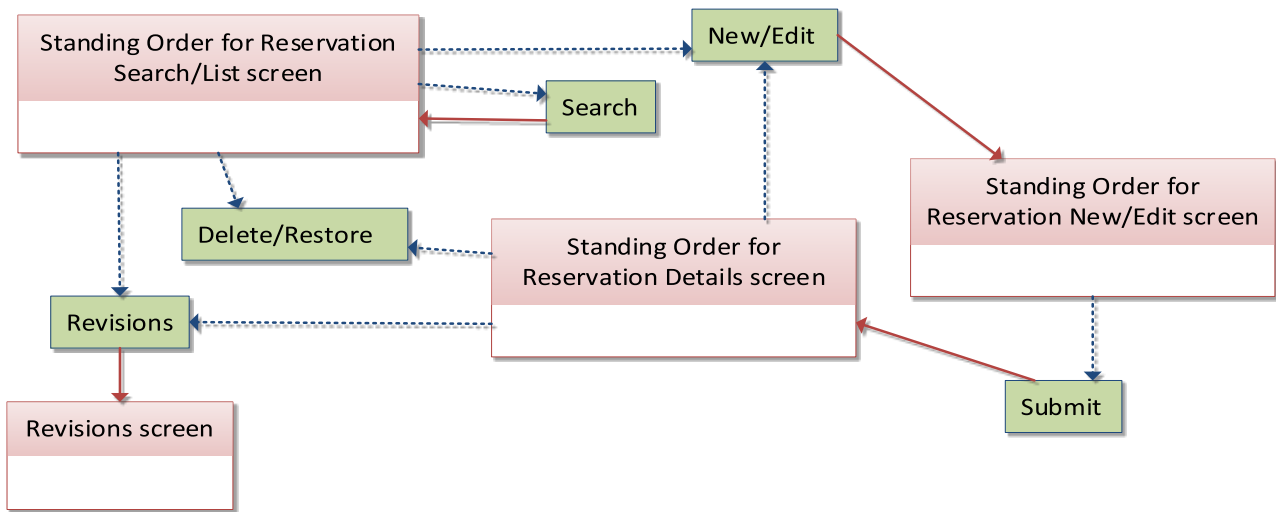 Standing Order for Reservation
Search/List screen
New/Edit
Search
Standing Order for
Reservation New/Edit screen
Delete/Restore
Standing Order for
Reservation Details screen
Revisions
Submit
Revisions screen